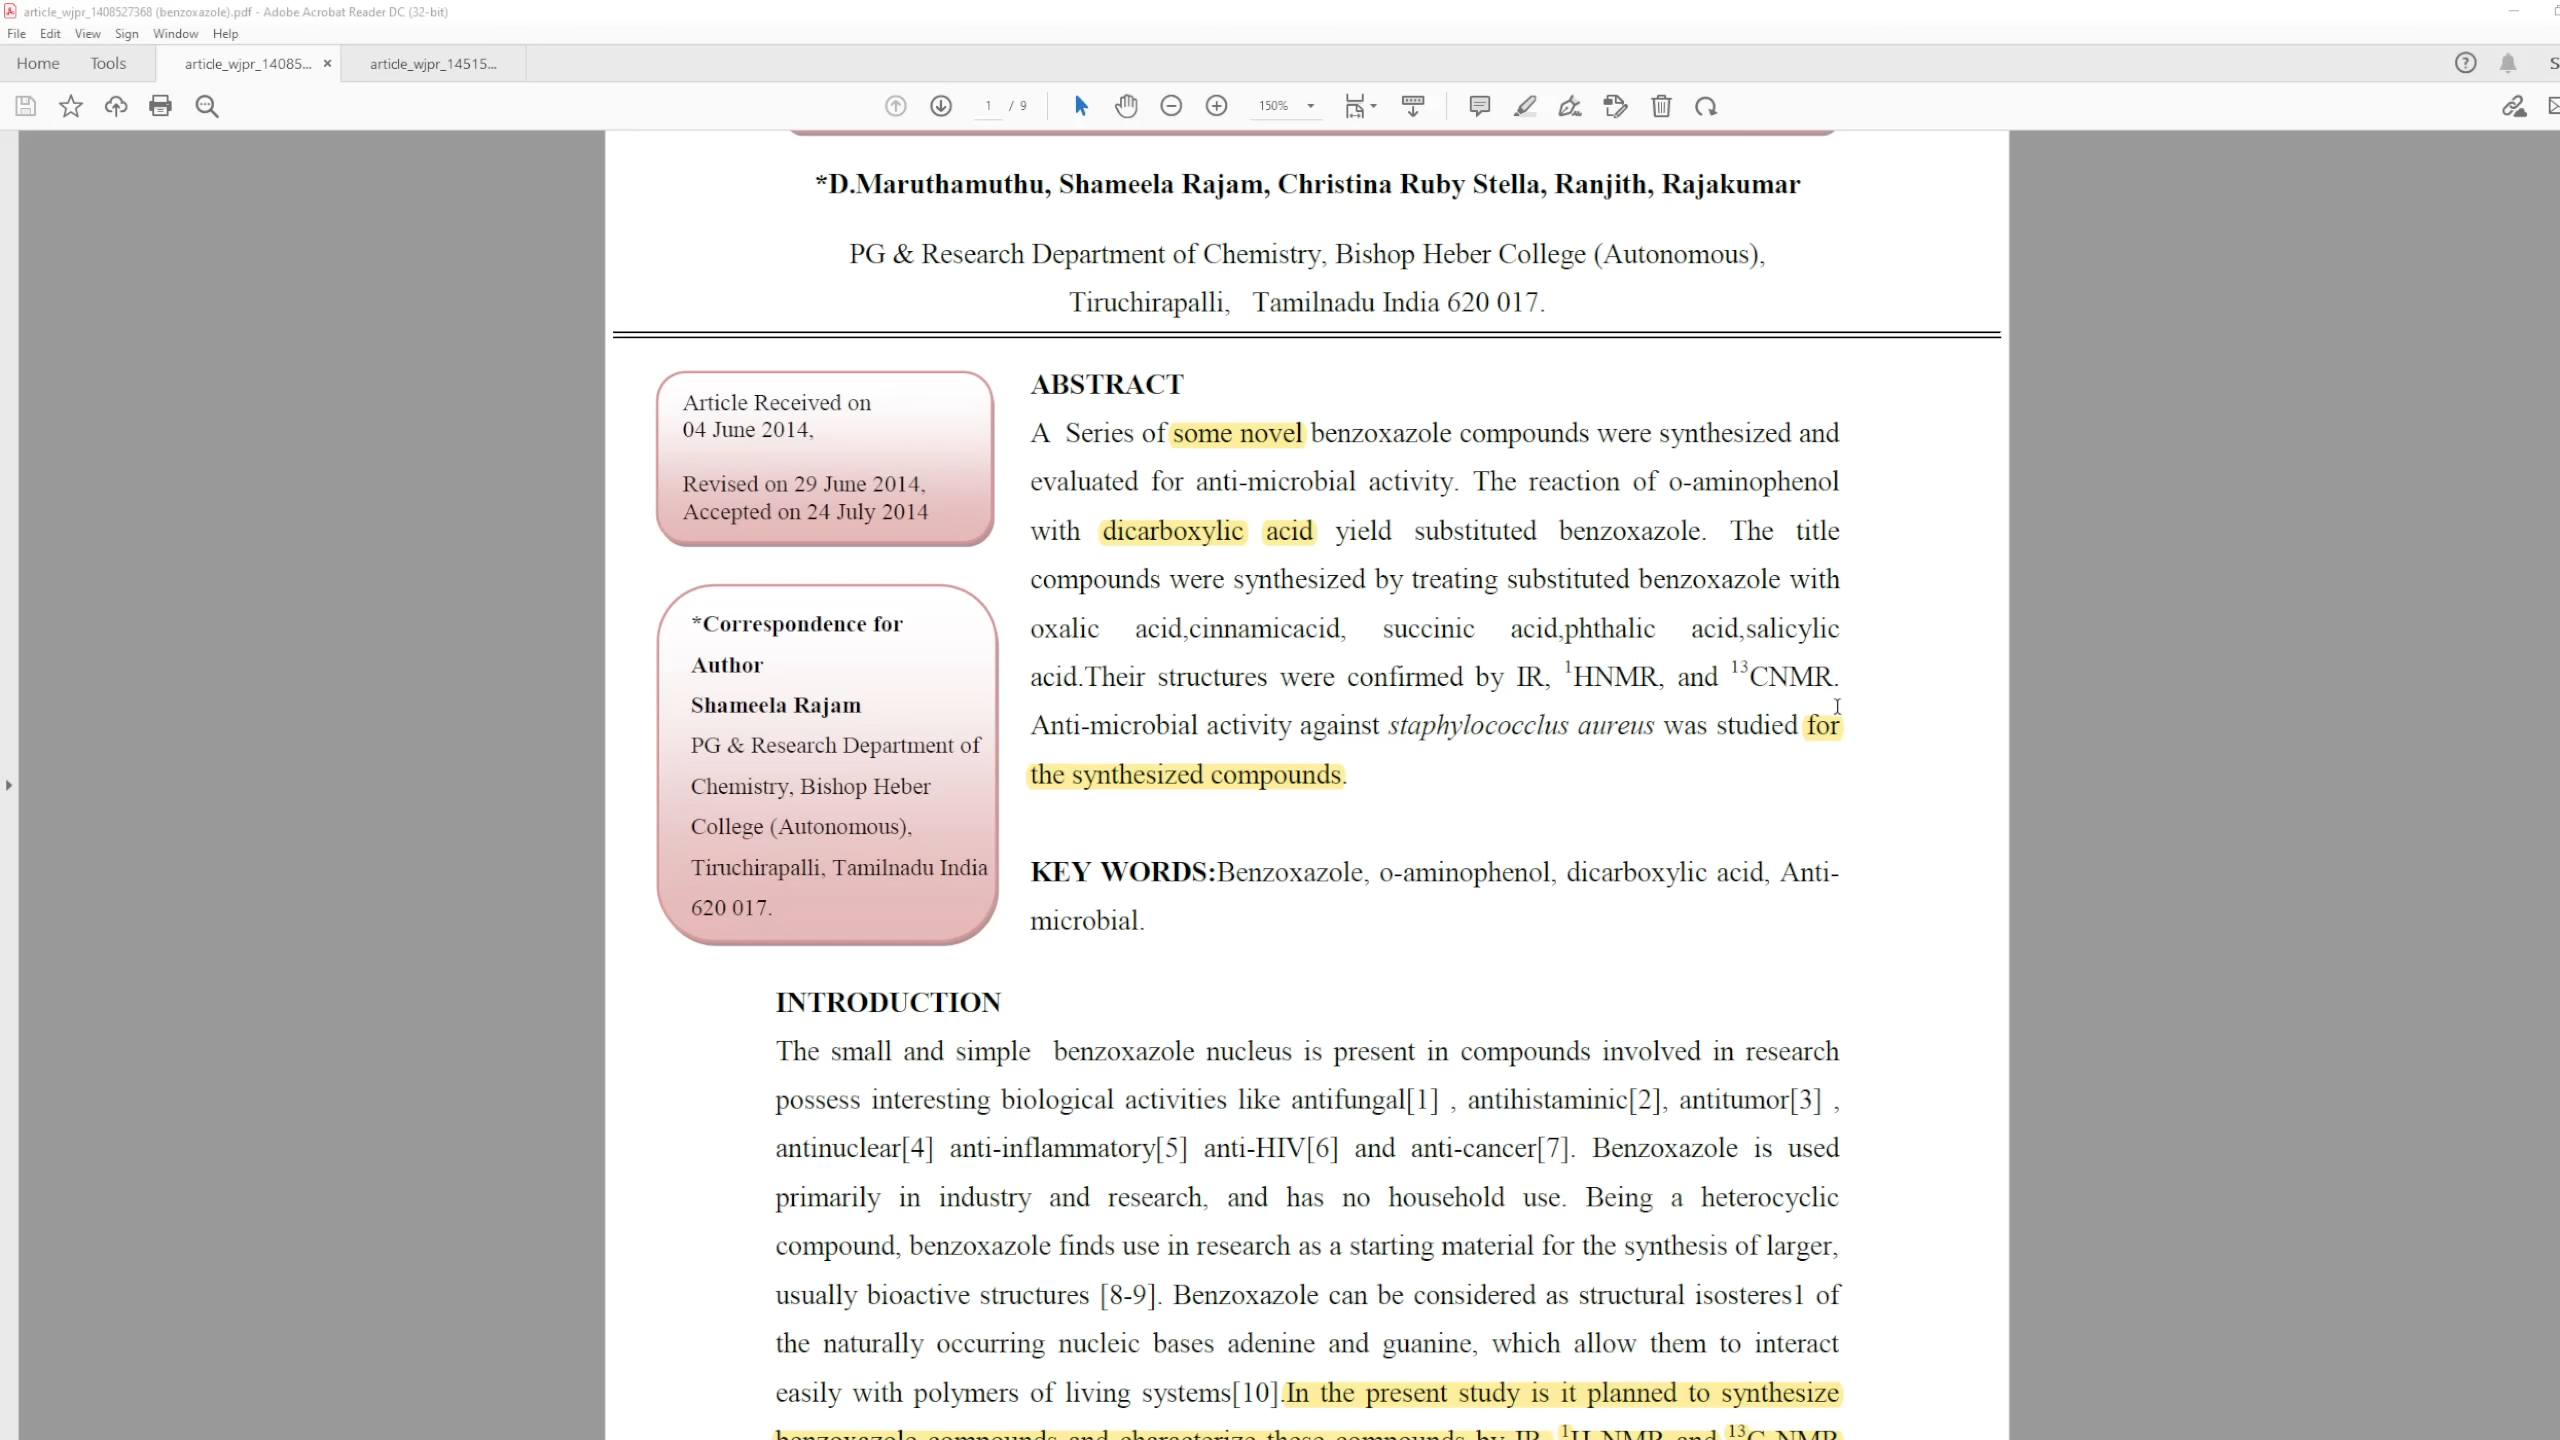 article_wjpr_1408527368 (benzoxazole).pdf - Adobe Acrobat Reader DC (32-bit)
File Edit View Sign Window Help
Home Tools article_wjpr_14085... × article_wjpr_14515...
1 / 9 150%
*D.Maruthamuthu, Shameela Rajam, Christina Ruby Stella, Ranjith, Rajakumar
PG & Research Department of Chemistry, Bishop Heber College (Autonomous),
Tiruchirapalli, Tamilnadu India 620 017.
Article Received on
04 June 2014,
Revised on 29 June 2014,
Accepted on 24 July 2014
*Correspondence for
Author
Shameela Rajam
PG & Research Department of
Chemistry, Bishop Heber
College (Autonomous),
Tiruchirapalli, Tamilnadu India
620 017.
ABSTRACT
A Series of some novel benzoxazole compounds were synthesized and
evaluated for anti-microbial activity. The reaction of o-aminophenol
with dicarboxylic acid yield substituted benzoxazole. The title
compounds were synthesized by treating substituted benzoxazole with
oxalic acid,cinnamicacid, succinic acid,phthalic acid,salicylic
acid.Their structures were confirmed by IR, ¹HNMR, and ¹³CNMR.
Anti-microbial activity against staphylococclus aureus was studied for
the synthesized compounds.
KEY WORDS:Benzoxazole, o-aminophenol, dicarboxylic acid, Anti-
microbial.
INTRODUCTION
The small and simple benzoxazole nucleus is present in compounds involved in research
possess interesting biological activities like antifungal[1] , antihistaminic[2], antitumor[3] ,
antinuclear[4] anti-inflammatory[5] anti-HIV[6] and anti-cancer[7]. Benzoxazole is used
primarily in industry and research, and has no household use. Being a heterocyclic
compound, benzoxazole finds use in research as a starting material for the synthesis of larger,
usually bioactive structures [8-9]. Benzoxazole can be considered as structural isosteres1 of
the naturally occurring nucleic bases adenine and guanine, which allow them to interact
easily with polymers of living systems[10].In the present study is it planned to synthesize
benzoxazole compounds and characterize these compounds by IR, ¹H NMR and ¹³C NMR